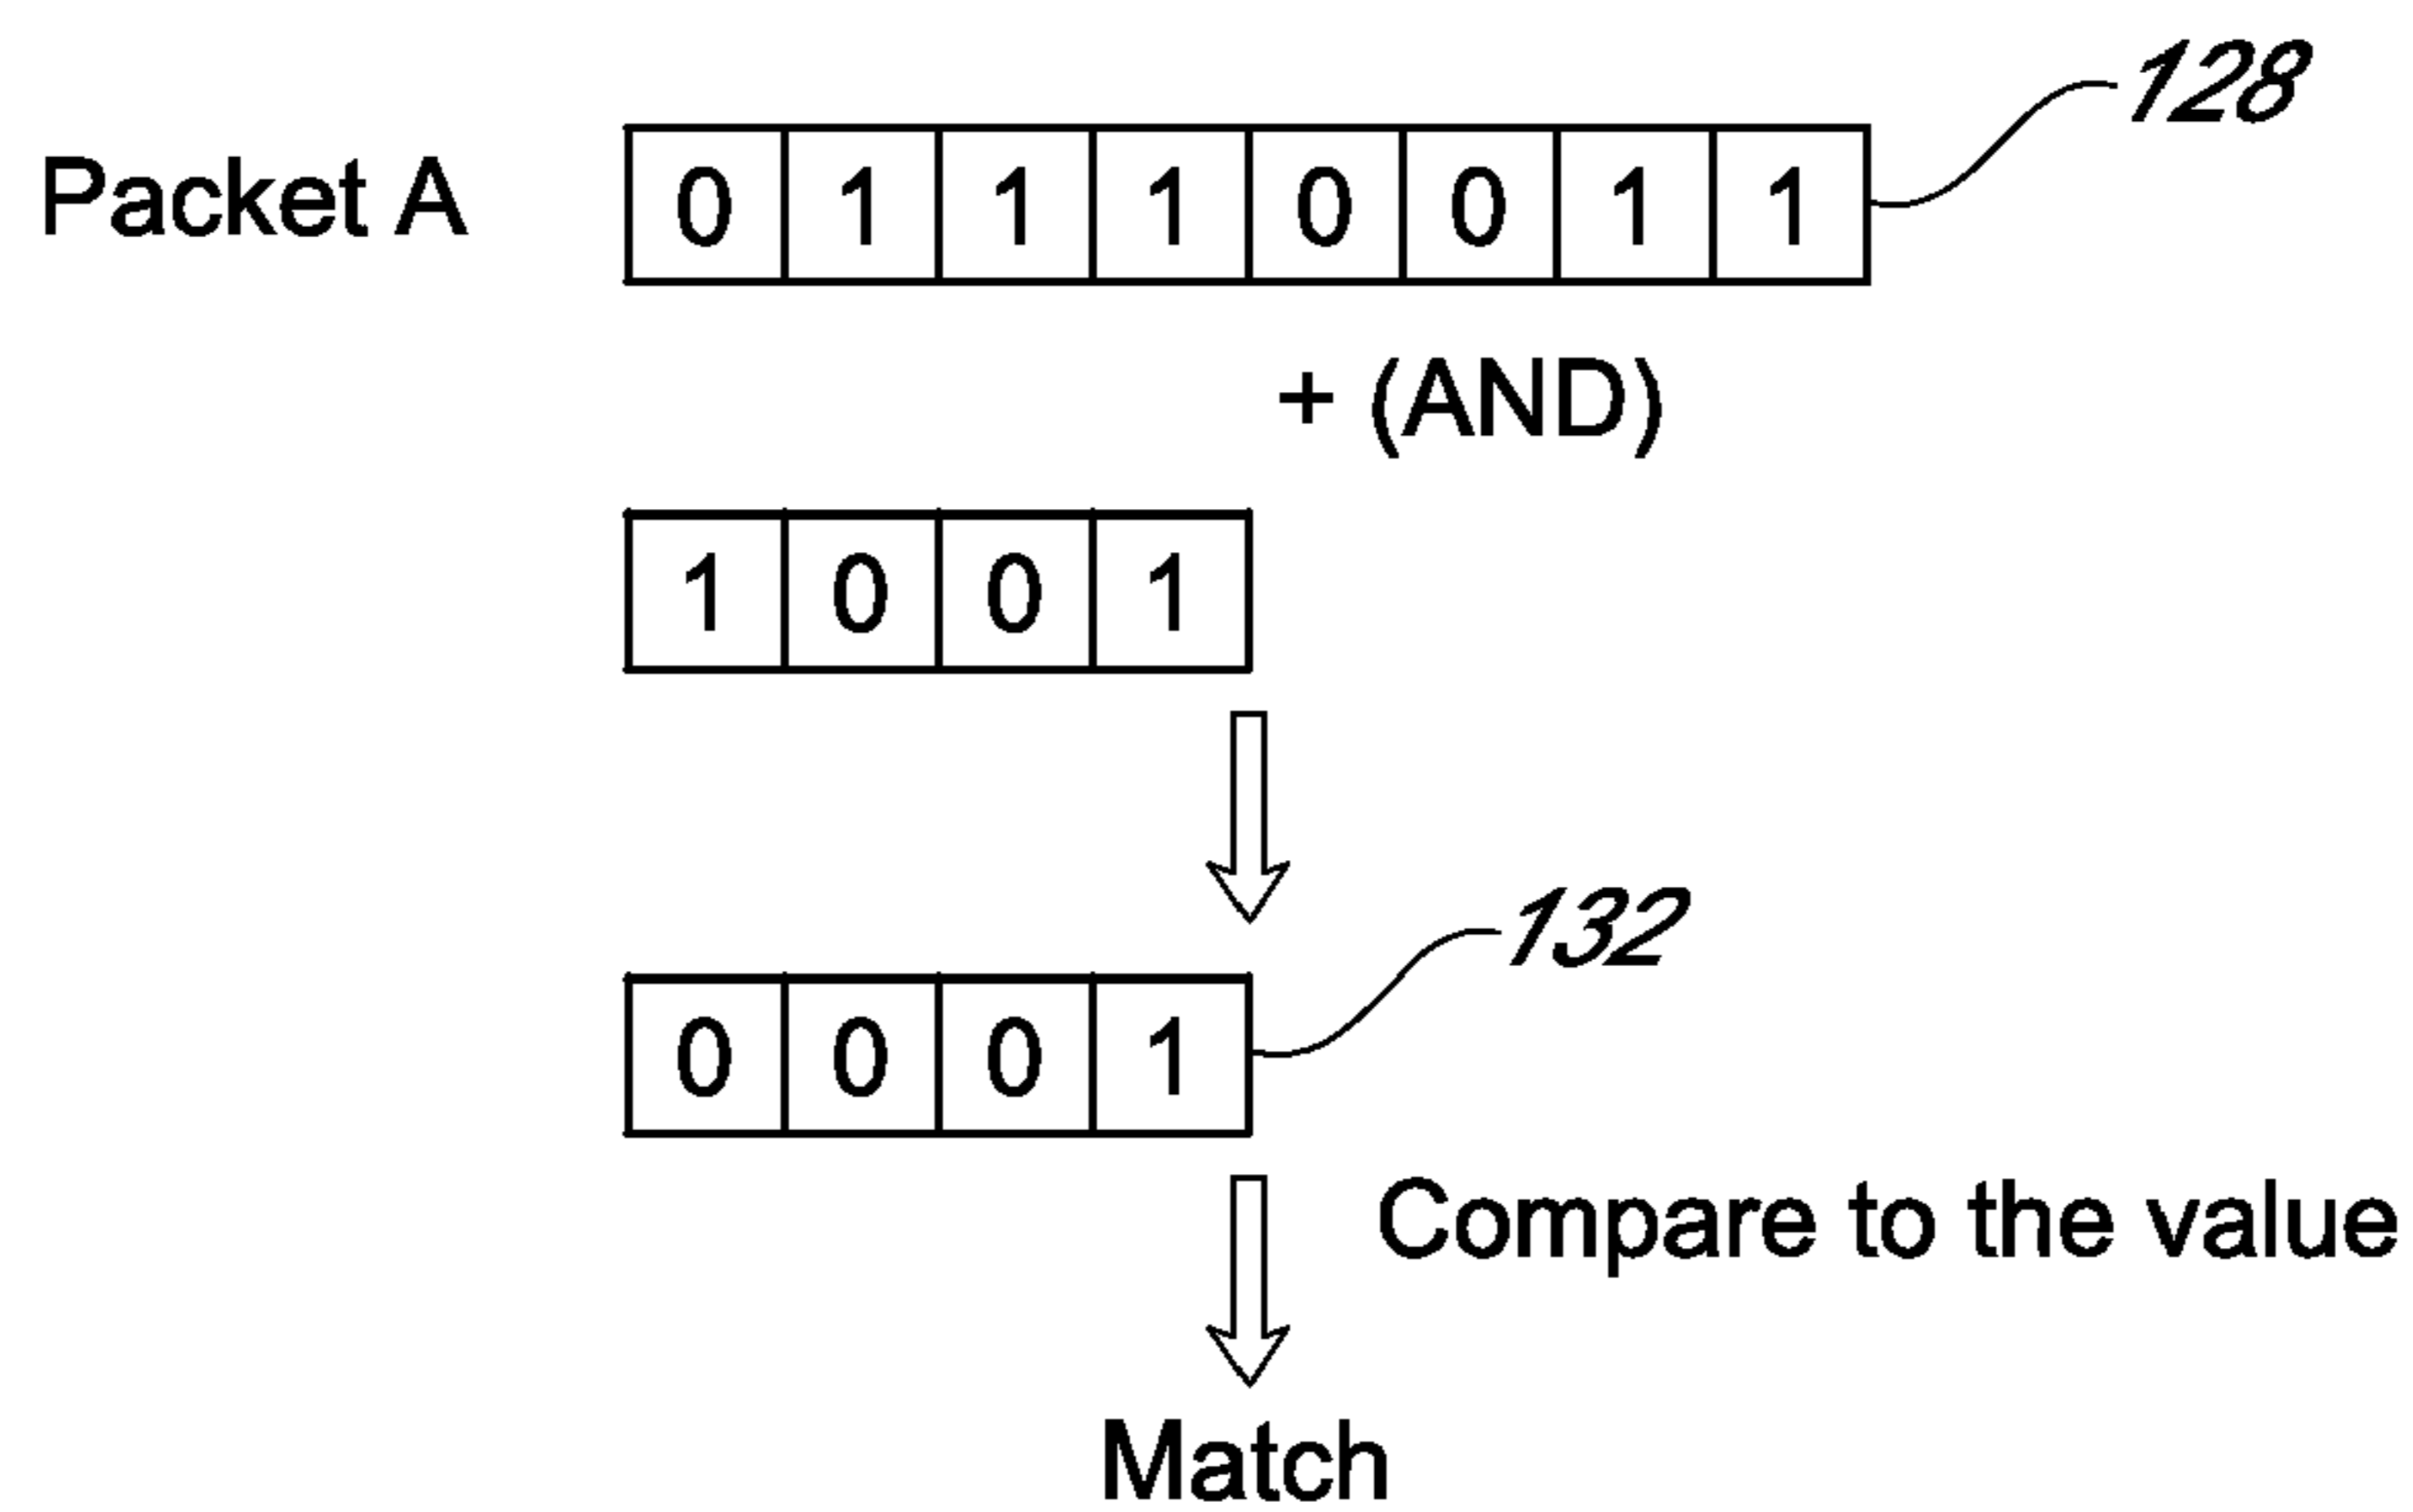 128
Packet A 0 1 1 1 0 0 1 1
+ (AND)
1 0 0 1
132
0 0 0 1
Compare to the value
Match